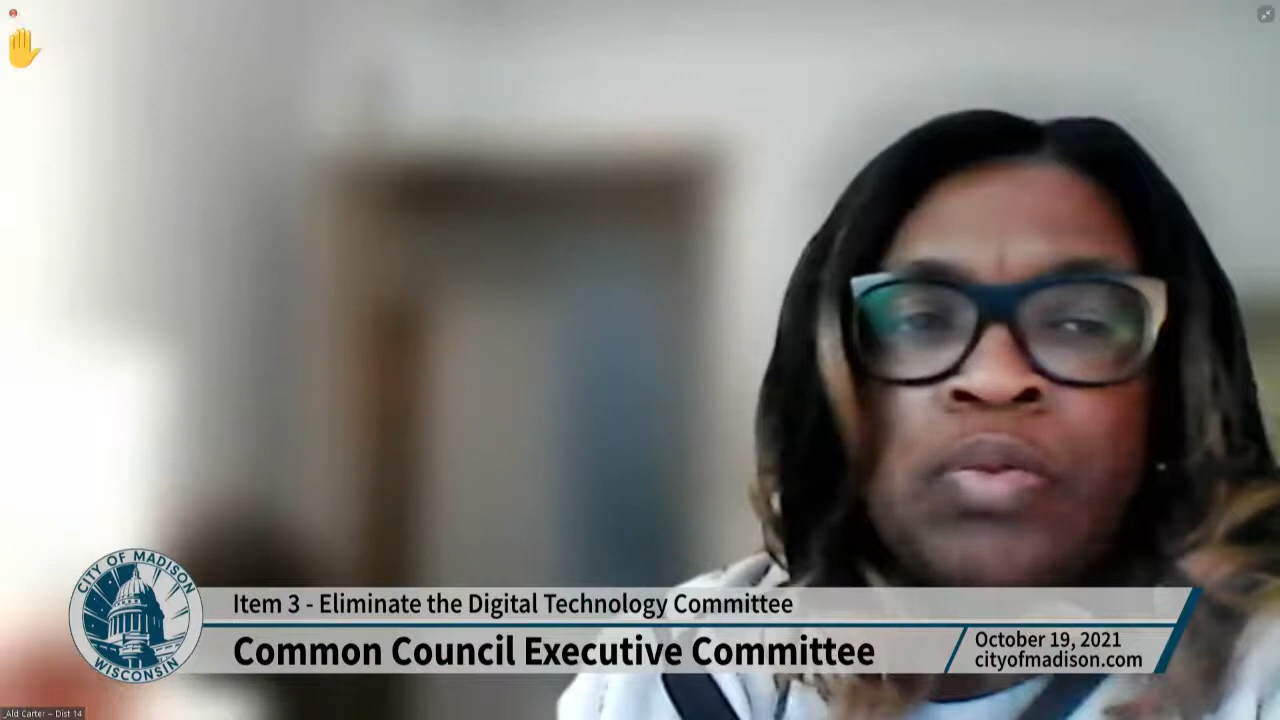 CITY OF MADISON
WISCONSIN
Item 3 - Eliminate the Digital Technology Committee
Common Council Executive Committee
October 19, 2021
cityofmadison.com
_Ald Carter – Dist 14